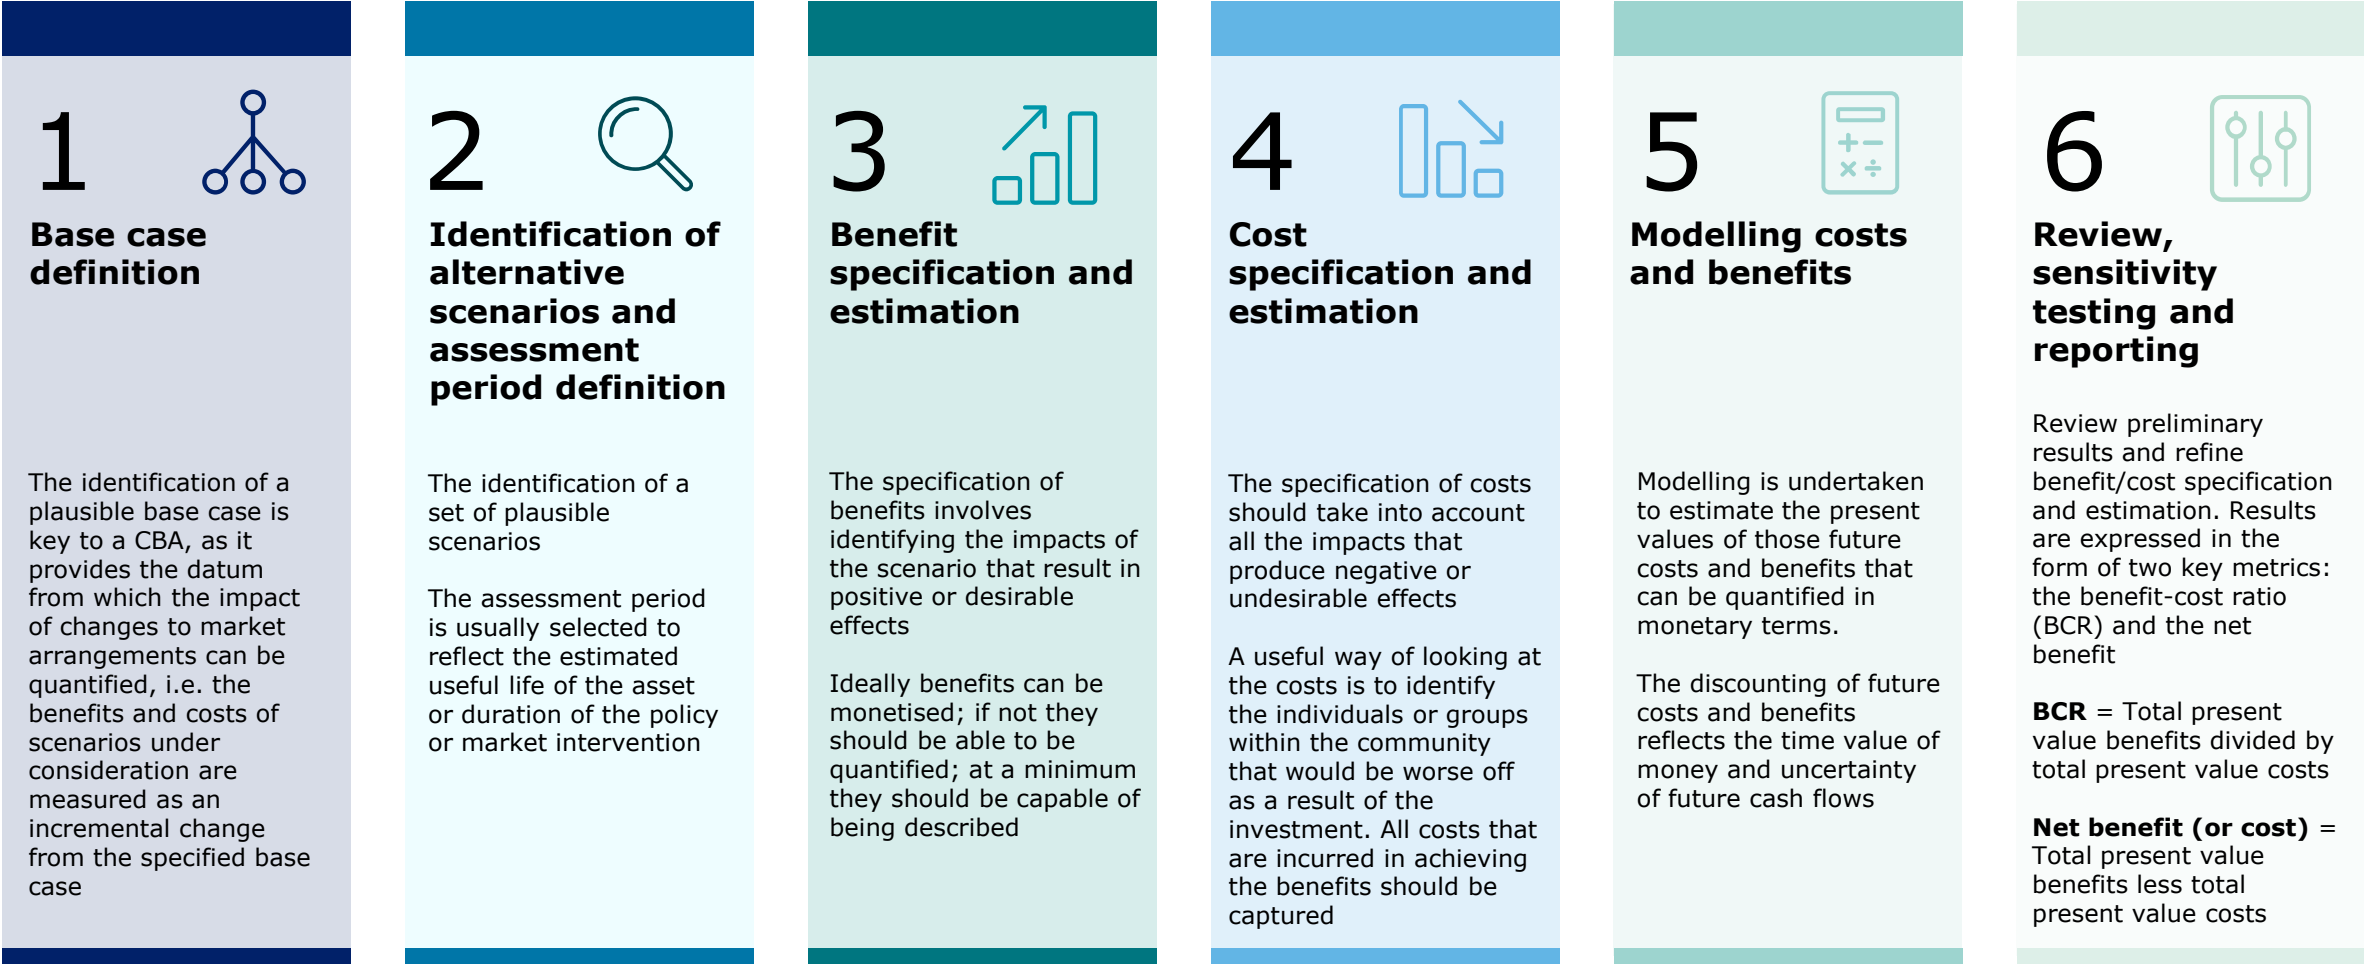 1
Base case
definition
The identification of a
plausible base case is
key to a CBA, as it
provides the datum
from which the impact
of changes to market
arrangements can be
quantified, i.e. the
benefits and costs of
scenarios under
consideration are
measured as an
incremental change
from the specified base
case
2
Identification of
alternative
scenarios and
assessment
period definition
The identification of a
set of plausible
scenarios
The assessment period
is usually selected to
reflect the estimated
useful life of the asset
or duration of the policy
or market intervention
3
Benefit
specification and
estimation
The specification of
benefits involves
identifying the impacts of
the scenario that result in
positive or desirable
effects
Ideally benefits can be
monetised; if not they
should be able to be
quantified; at a minimum
they should be capable of
being described
4
Cost
specification and
estimation
The specification of costs
should take into account
all the impacts that
produce negative or
undesirable effects
A useful way of looking at
the costs is to identify
the individuals or groups
within the community
that would be worse off
as a result of the
investment. All costs that
are incurred in achieving
the benefits should be
captured
5
Modelling costs
and benefits
Modelling is undertaken
to estimate the present
values of those future
costs and benefits that
can be quantified in
monetary terms.
The discounting of future
costs and benefits
reflects the time value of
money and uncertainty
of future cash flows
6
Review,
sensitivity
testing and
reporting
Review preliminary
results and refine
benefit/cost specification
and estimation. Results
are expressed in the
form of two key metrics:
the benefit-cost ratio
(BCR) and the net
benefit
BCR = Total present
value benefits divided by
total present value costs
Net benefit (or cost) =
Total present value
benefits less total
present value costs